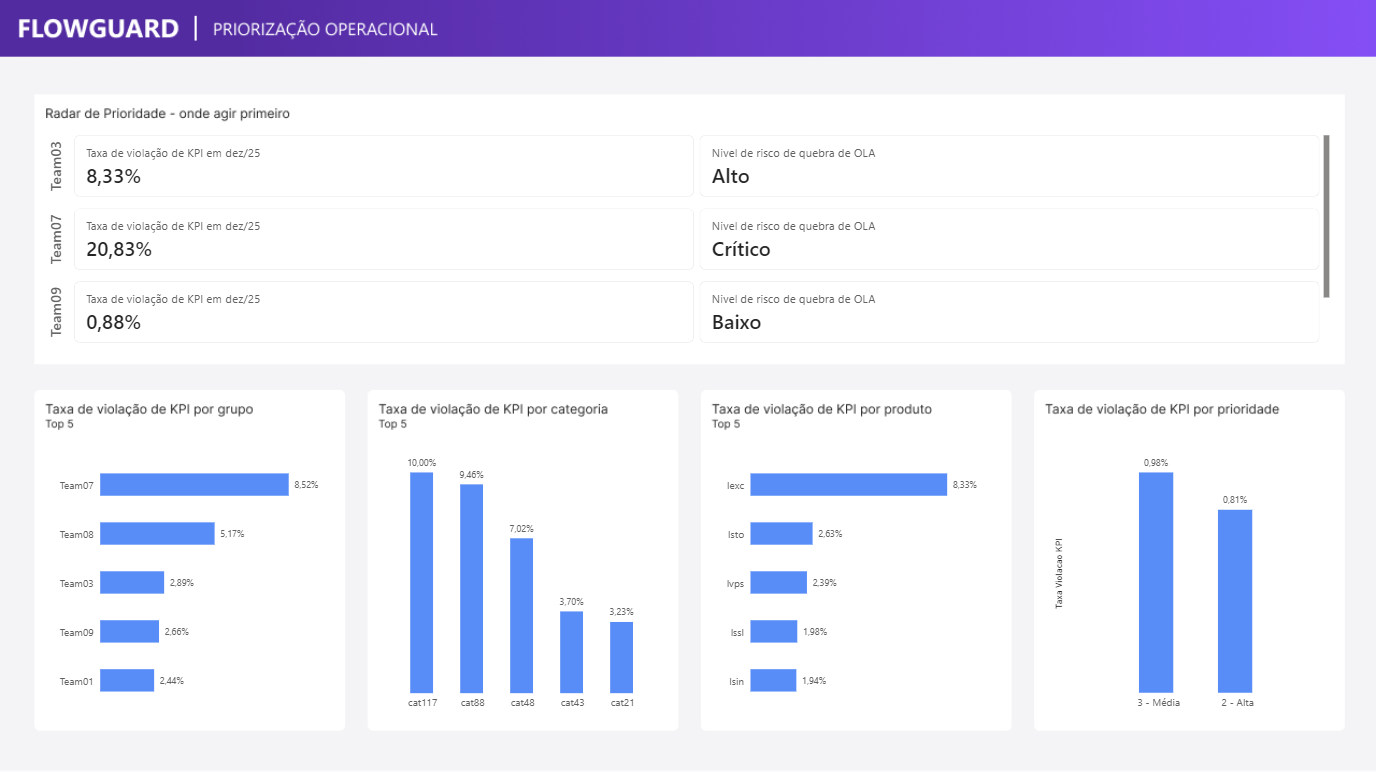 FLOWGUARD | PRIORIZAÇÃO OPERACIONAL
Radar de Prioridade - onde agir primeiro
Team03
Taxa de violação de KPI em dez/25
8,33%
Nivel de risco de quebra de OLA
Alto
Team07
Taxa de violação de KPI em dez/25
20,83%
Nivel de risco de quebra de OLA
Crítico
Team09
Taxa de violação de KPI em dez/25
0,88%
Nivel de risco de quebra de OLA
Baixo
Taxa de violação de KPI por grupo
Top 5
Team07 8,52%
Team08 5,17%
Team03 2,89%
Team09 2,66%
Team01 2,44%
Taxa de violação de KPI por categoria
Top 5
10,00% 9,46% 7,02% 3,70% 3,23%
cat117 cat88 cat48 cat43 cat21
Taxa de violação de KPI por produto
Top 5
lexc 8,33%
lsto 2,63%
lvps 2,39%
lssl 1,98%
lsin 1,94%
Taxa de violação de KPI por prioridade
Taxa Violacao KPI
0,98% 0,81%
3 - Média 2 - Alta